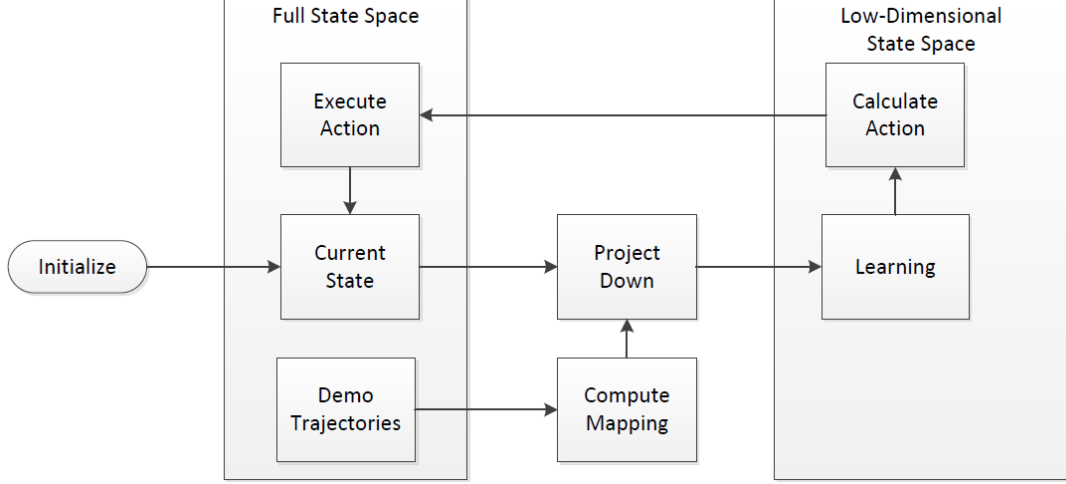 Full State Space
Low-Dimensional
State Space
Execute
Action
Calculate
Action
Initialize
Current
State
Project
Down
Learning
Demo
Trajectories
Compute
Mapping